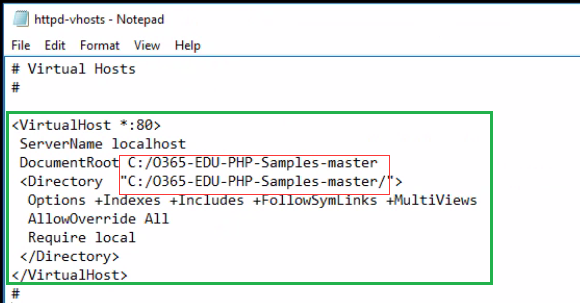 httpd-vhosts - Notepad
File Edit Format View Help
# Virtual Hosts
#
<VirtualHost *:80>
ServerName localhost
DocumentRoot C:/O365-EDU-PHP-Samples-master
<Directory "C:/O365-EDU-PHP-Samples-master/">
Options +Indexes +Includes +FollowSymLinks +MultiViews
AllowOverride All
Require local
</Directory>
</VirtualHost>
#